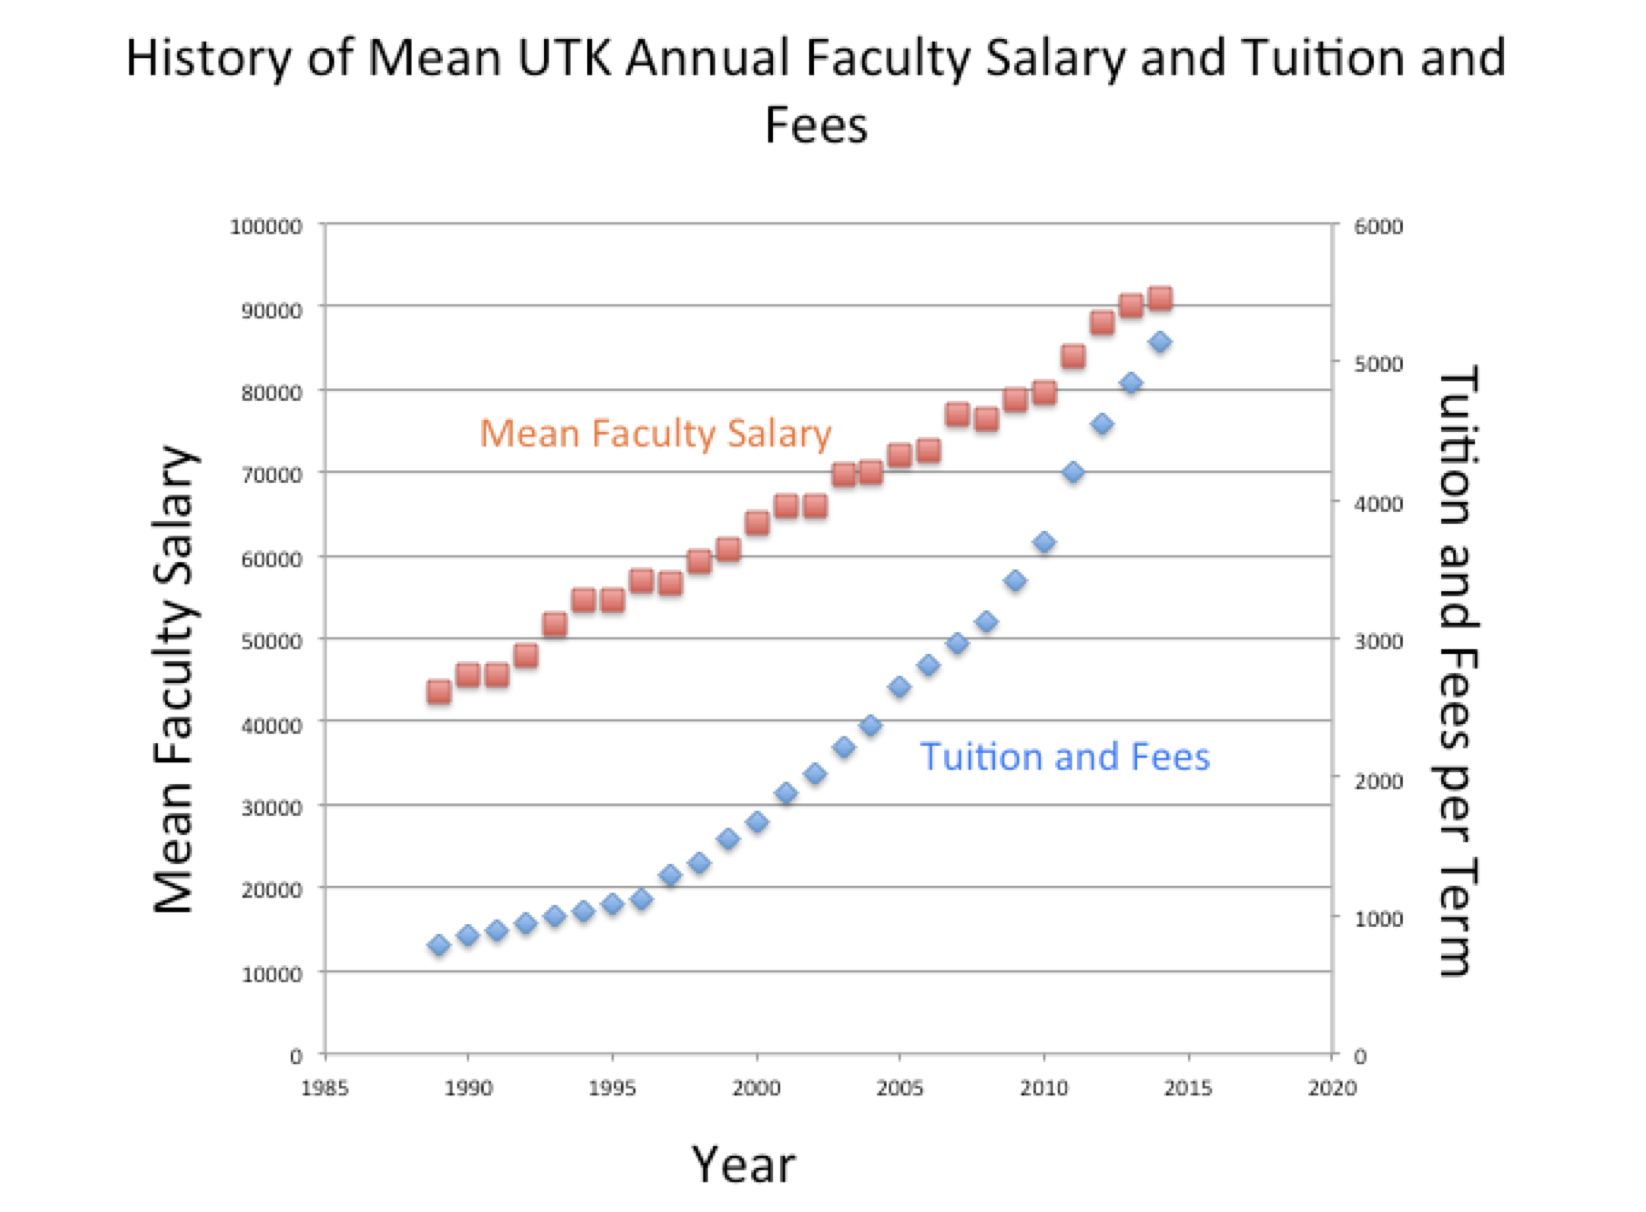 History of Mean UTK Annual Faculty Salary and Tuition and
Fees
100000
90000
80000
70000
60000
50000
40000
30000
20000
10000
0
Mean Faculty Salary
Mean Faculty Salary
Tuition and Fees
6000
5000
4000
3000
2000
1000
0
Tuition and Fees per Term
1985 1990 1995 2000 2005 2010 2015 2020
Year